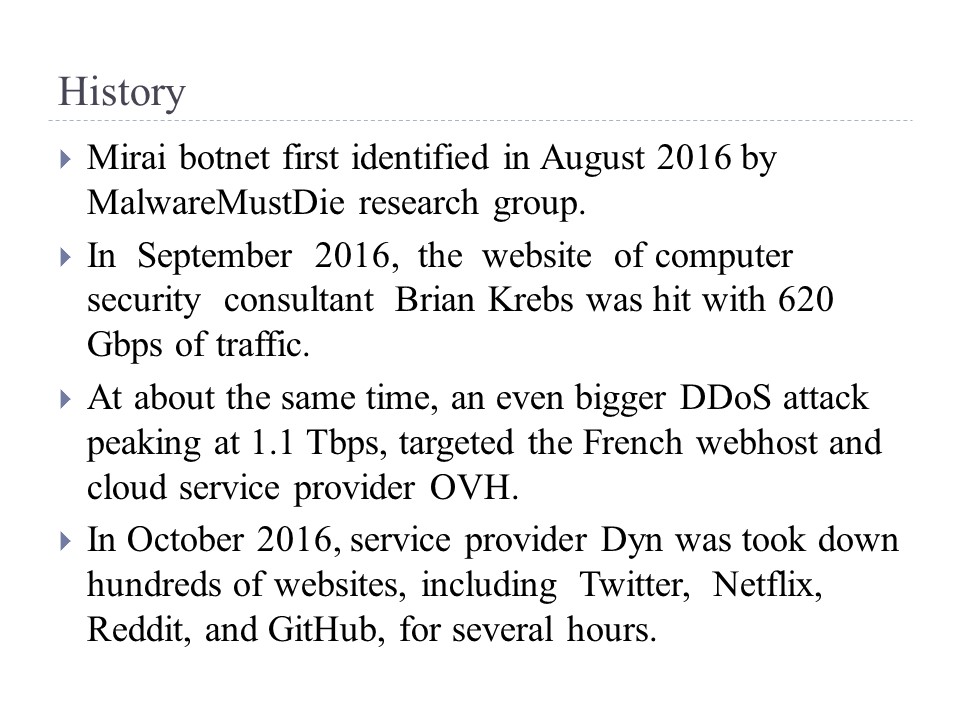 History
Mirai botnet first identified in August 2016 by
MalwareMustDie research group.
In September 2016, the website of computer
security consultant Brian Krebs was hit with 620
Gbps of traffic.
At about the same time, an even bigger DDoS attack
peaking at 1.1 Tbps, targeted the French webhost and
cloud service provider OVH.
In October 2016, service provider Dyn was took down
hundreds of websites, including Twitter, Netflix,
Reddit, and GitHub, for several hours.